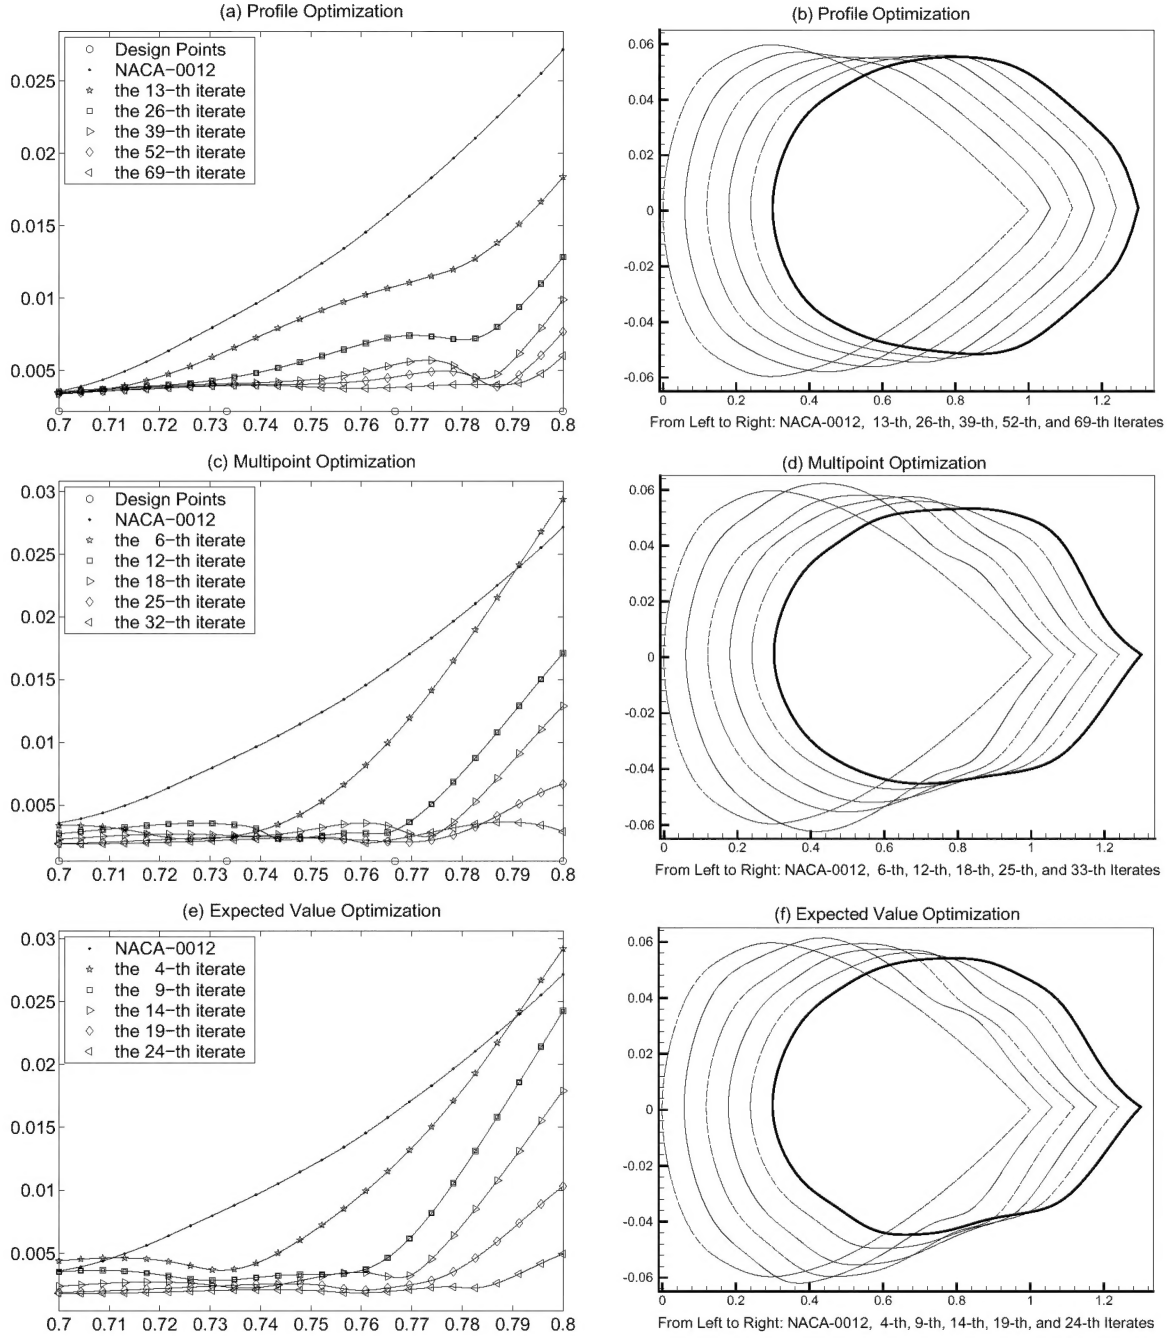 (a) Profile Optimization
0.025
0.02
0.015
0.01
0.005
Design Points
NACA-0012
the 13-th iterate
the 26-th iterate
the 39-th iterate
the 52-th iterate
the 69-th iterate
0.7 0.71 0.72 0.73 0.74 0.75 0.76 0.77 0.78 0.79 0.8
(b) Profile Optimization
0.06
0.04
0.02
0
-0.02
-0.04
-0.06
0 0.2 0.4 0.6 0.8 1 1.2
From Left to Right: NACA-0012, 13-th, 26-th, 39-th, 52-th, and 69-th Iterates
(c) Multipoint Optimization
0.03
0.025
0.02
0.015
0.01
0.005
Design Points
NACA-0012
the 6-th iterate
the 12-th iterate
the 18-th iterate
the 25-th iterate
the 32-th iterate
0.7 0.71 0.72 0.73 0.74 0.75 0.76 0.77 0.78 0.79 0.8
(d) Multipoint Optimization
0.06
0.04
0.02
0
-0.02
-0.04
-0.06
0 0.2 0.4 0.6 0.8 1 1.2
From Left to Right: NACA-0012, 6-th, 12-th, 18-th, 25-th, and 33-th Iterates
(e) Expected Value Optimization
0.03
0.025
0.02
0.015
0.01
0.005
NACA-0012
the 4-th iterate
the 9-th iterate
the 14-th iterate
the 19-th iterate
the 24-th iterate
0.7 0.71 0.72 0.73 0.74 0.75 0.76 0.77 0.78 0.79 0.8
(f) Expected Value Optimization
0.06
0.04
0.02
0
-0.02
-0.04
-0.06
0 0.2 0.4 0.6 0.8 1 1.2
From Left to Right: NACA-0012, 4-th, 9-th, 14-th, 19-th, and 24-th Iterates